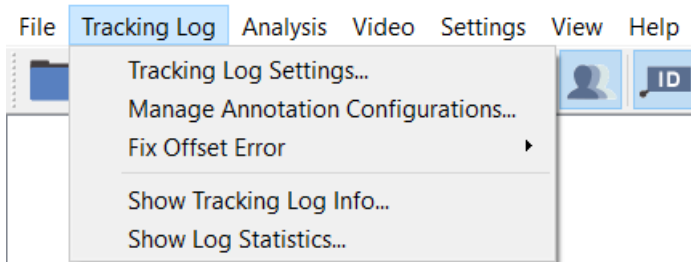 File Tracking Log Analysis Video Settings View Help
Tracking Log Settings...
ID
Manage Annotation Configurations...
Fix Offset Error
Show Tracking Log Info...
Show Log Statistics...